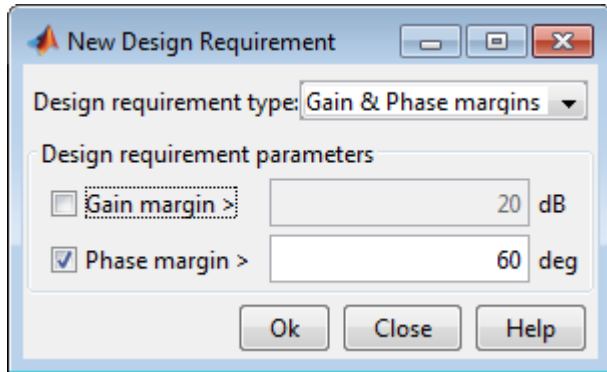 New Design Requirement
Design requirement type: Gain & Phase margins
Design requirement parameters
Gain margin > 20 dB
Phase margin > 60 deg
Ok Close Help